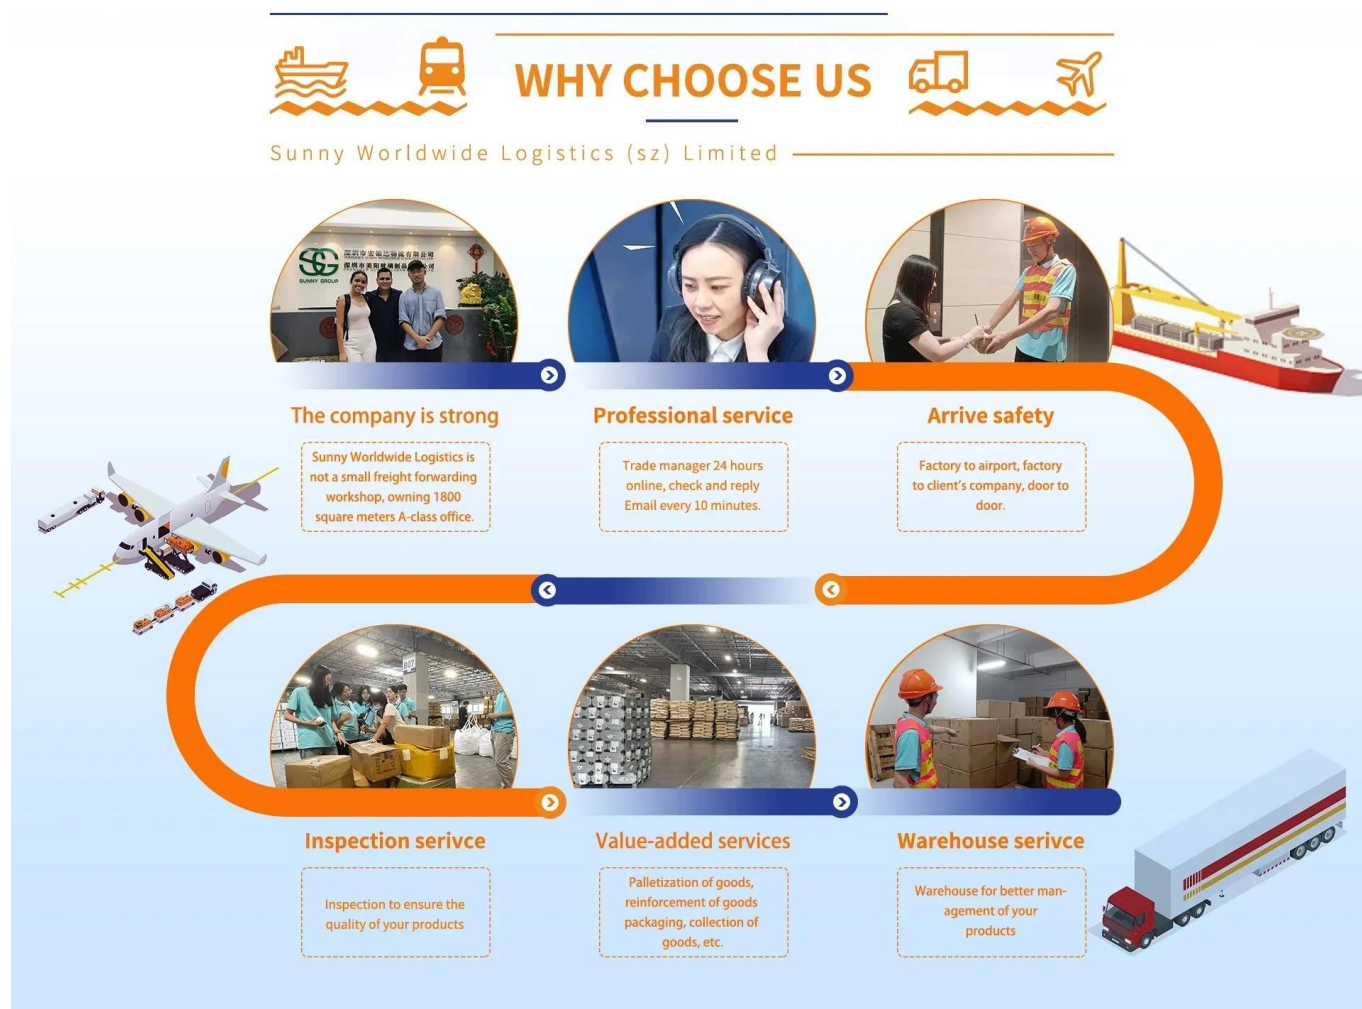 WHY CHOOSE US
Sunny Worldwide Logistics (sz) Limited
SG
SUNNY GROUP
The company is strong
Sunny Worldwide Logistics is
not a small freight forwarding
workshop, owning 1800
square meters A-class office.
Professional service
Trade manager 24 hours
online, check and reply
Email every 10 minutes.
Arrive safety
Factory to airport, factory
to client's company, door to
door.
B07
Inspection serivce
Inspection to ensure the
quality of your products
Value-added services
Palletization of goods,
reinforcement of goods
packaging, collection of
goods, etc.
Warehouse serivce
Warehouse for better man-
agement of your
products